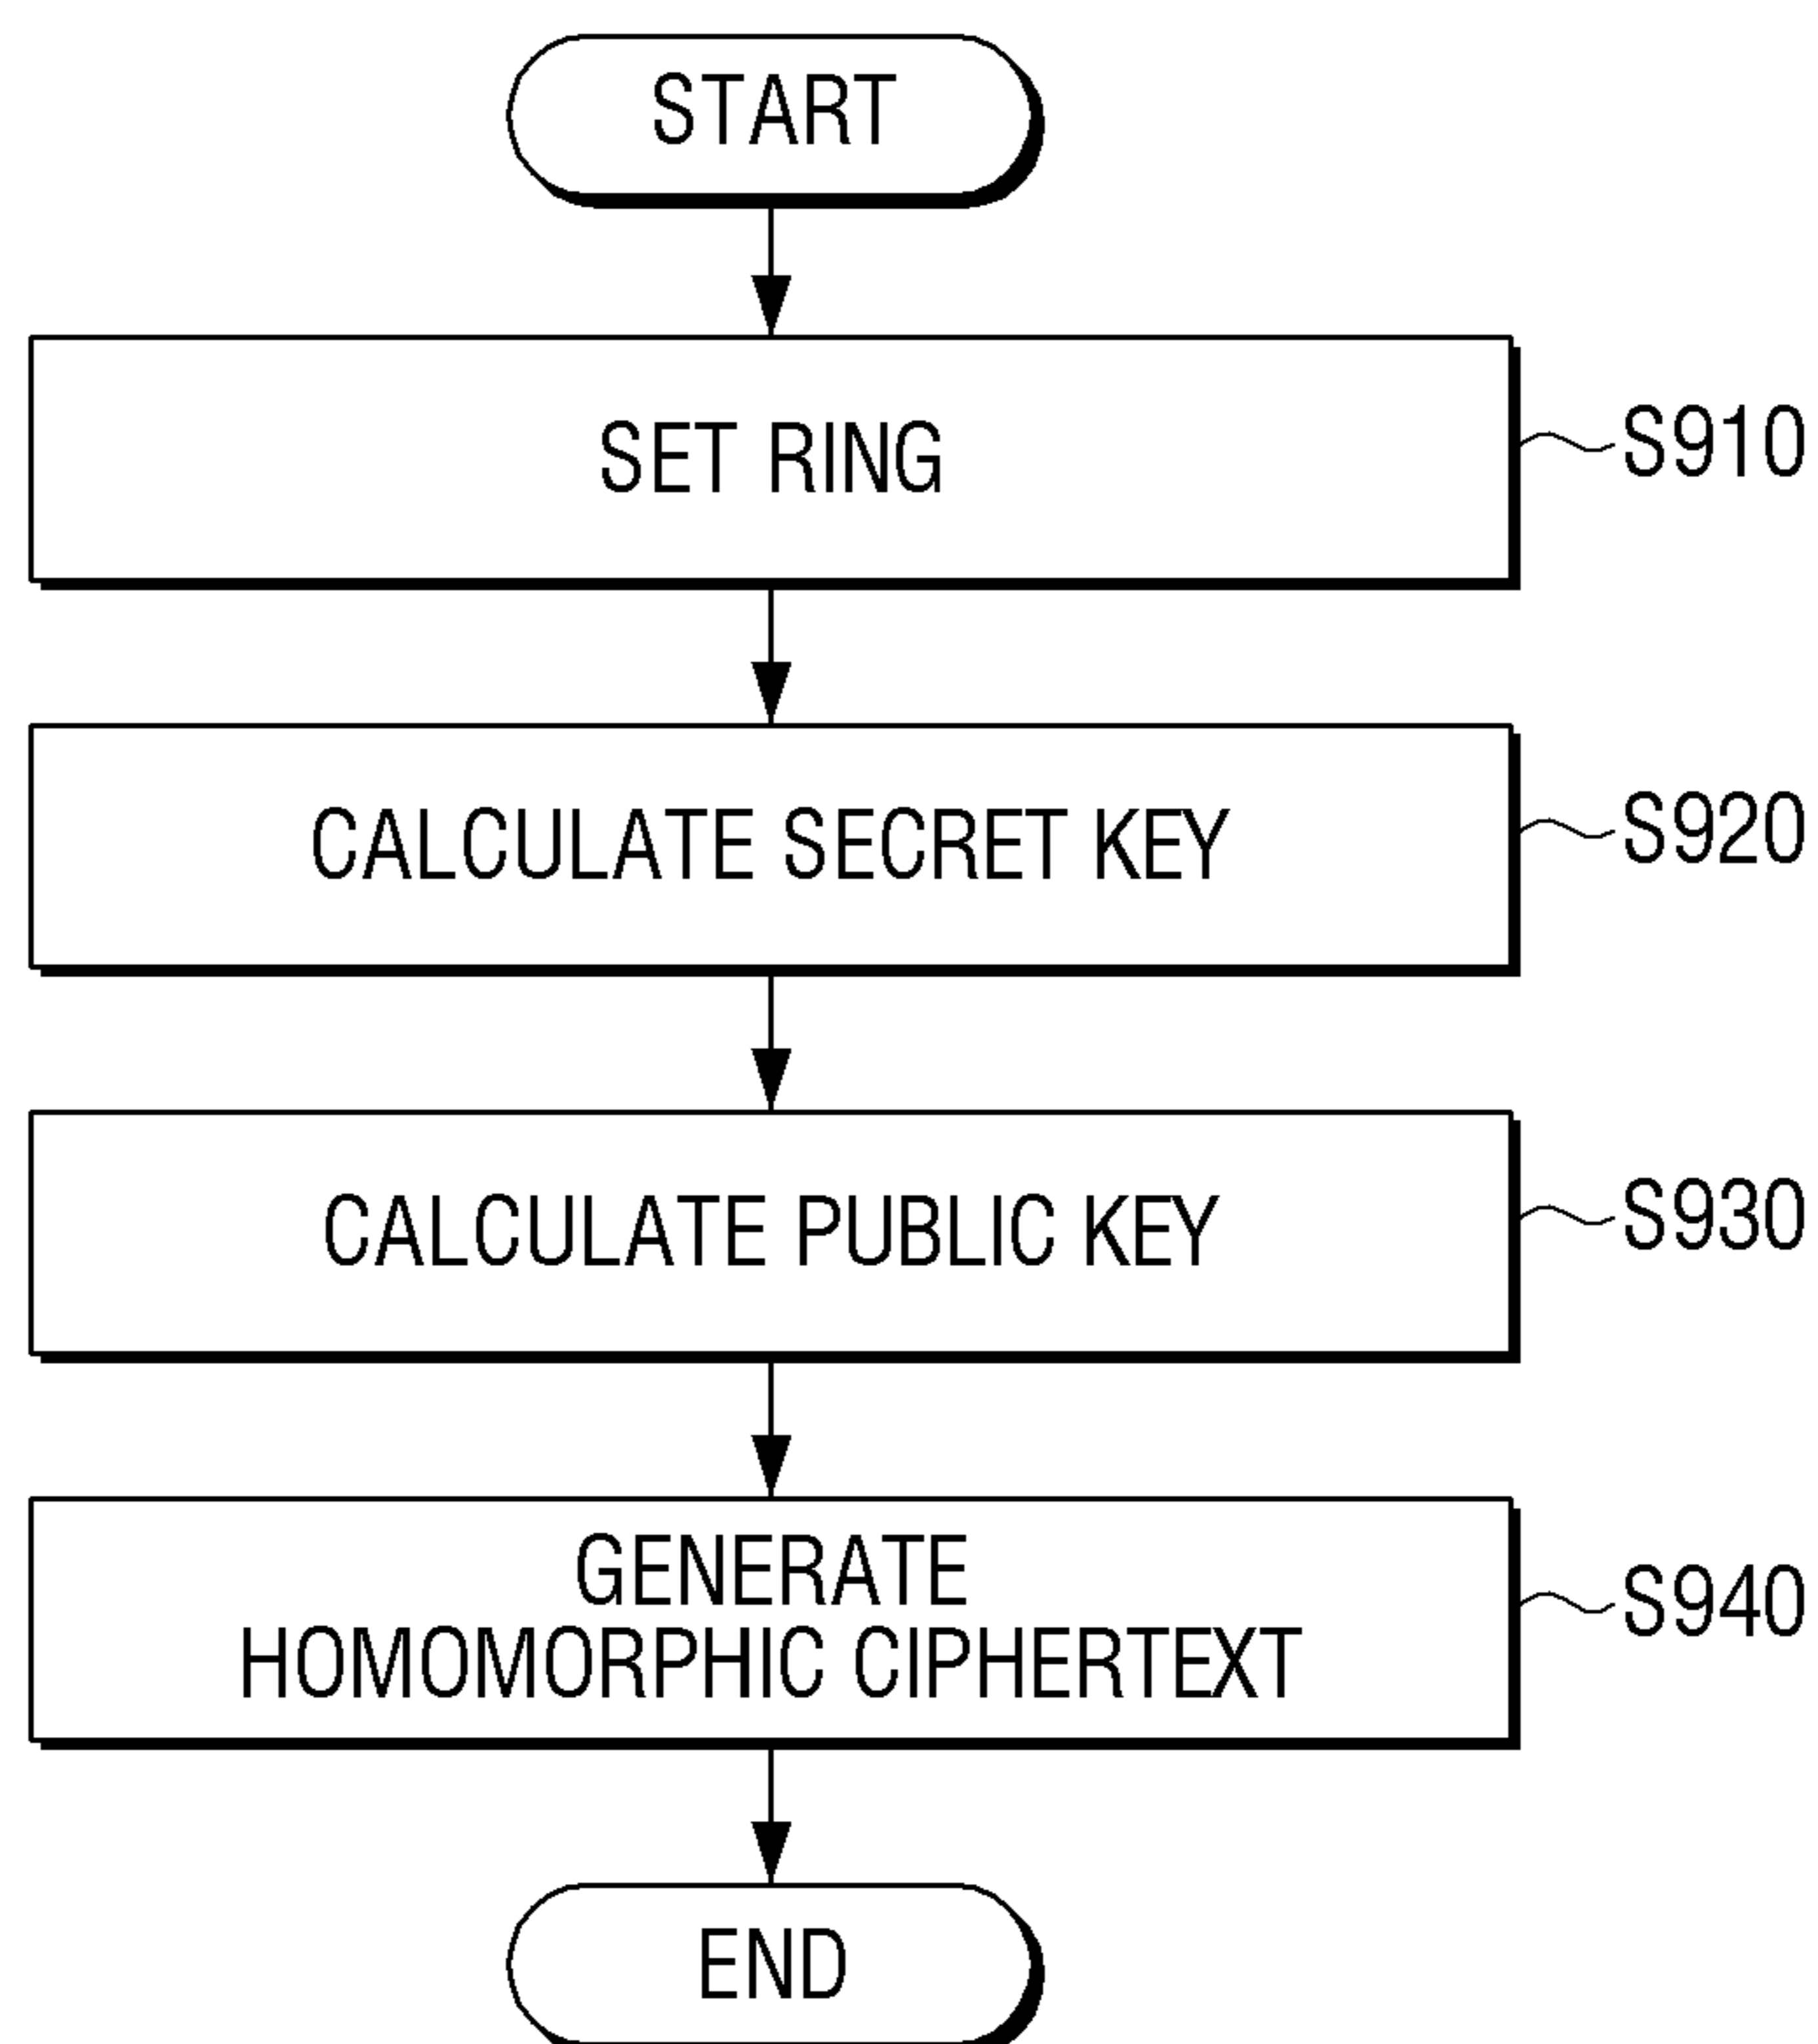 START
SET RING
S910
CALCULATE SECRET KEY
S920
CALCULATE PUBLIC KEY
S930
GENERATE
HOMOMORPHIC CIPHERTEXT
S940
END